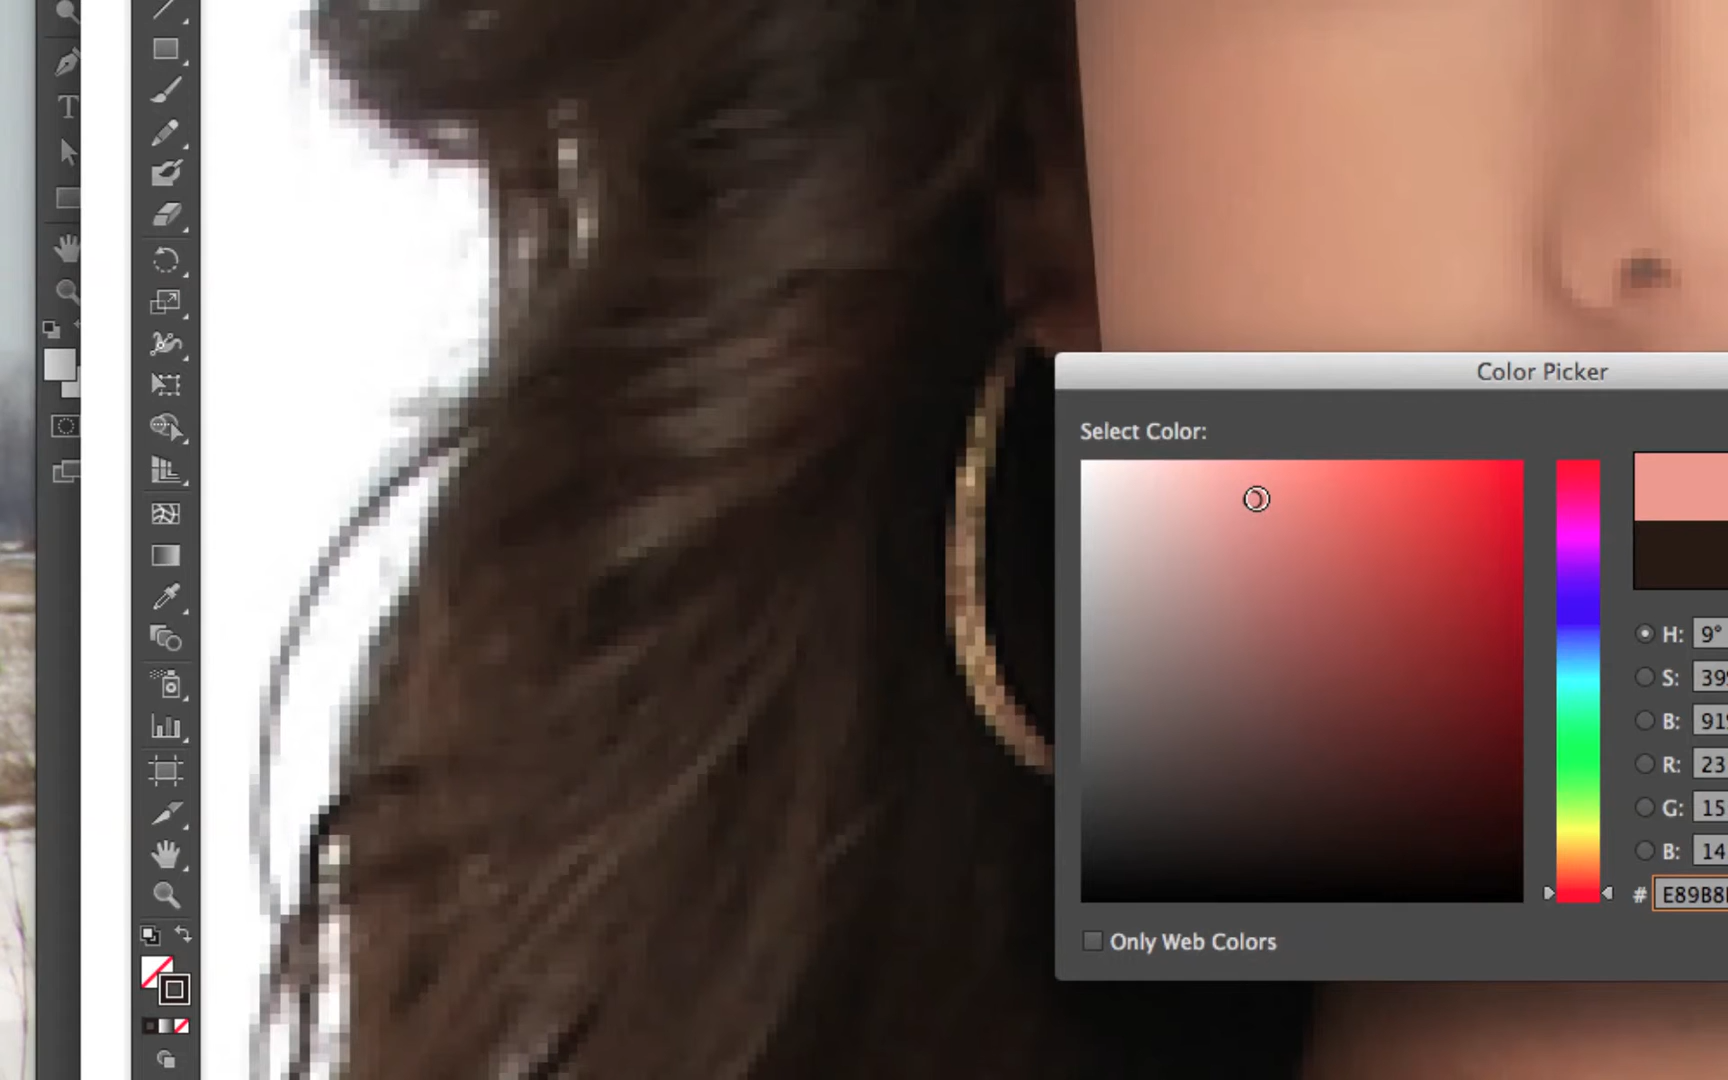 T
Color Picker
Select Color:
H: 9°
S: 39
B: 91
R: 23
G: 15
B: 14
# E89B8
Only Web Colors